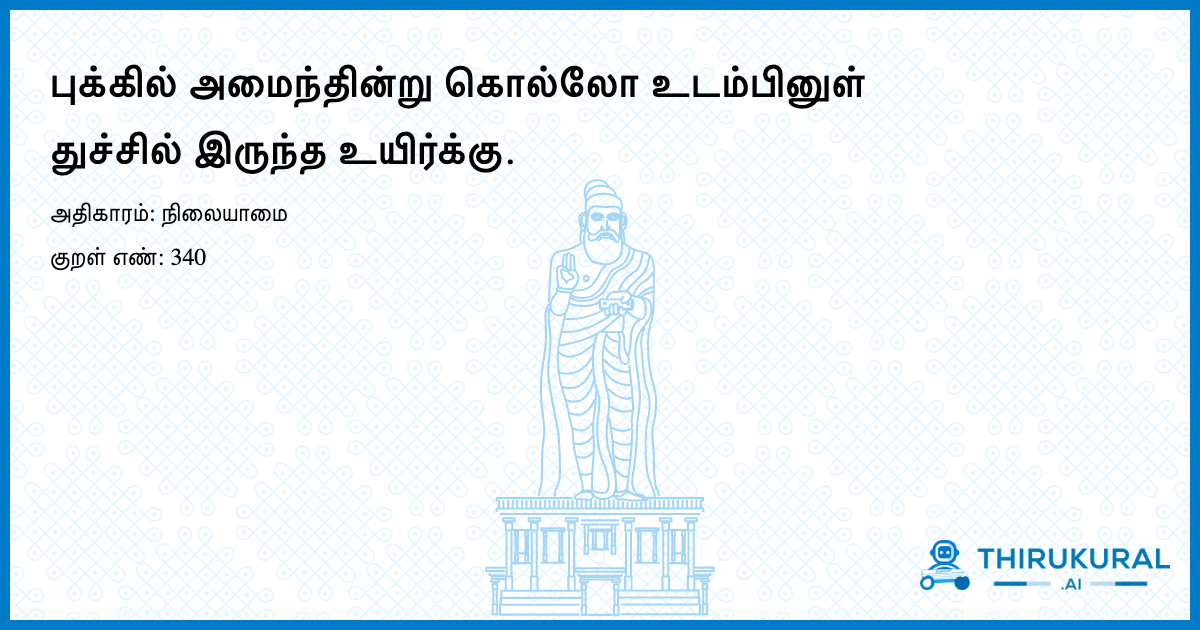 புக்கில் அமைந்தின்று கொல்லோ உடம்பினுள்
துச்சில் இருந்த உயிர்க்கு.
அதிகாரம்: நிலையாமை
குறள் எண்: 340
THIRUKURAL
.AI